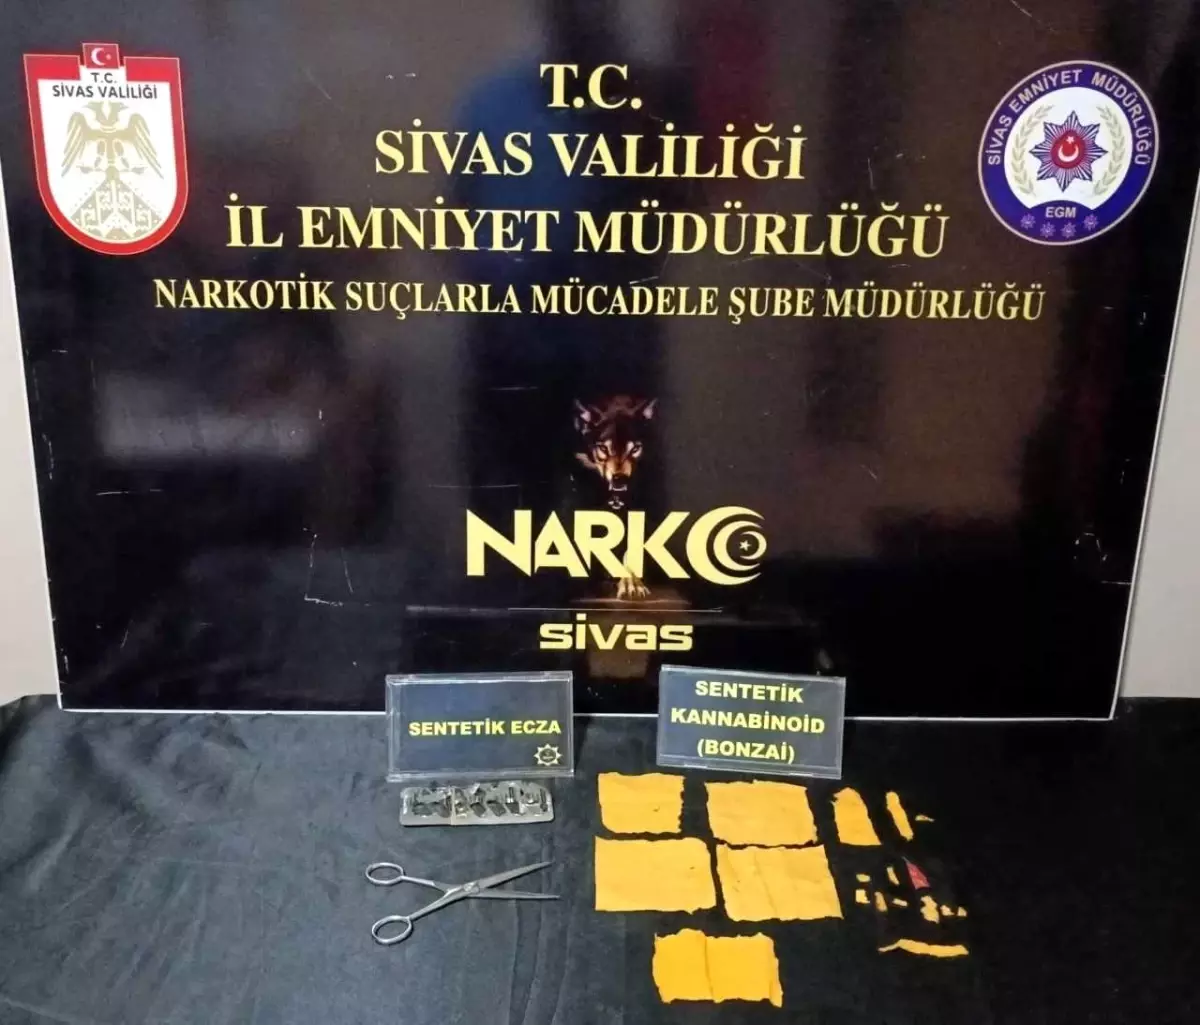 T.C.
SİVAS VALİLİĞİ
T.C.
SİVAS VALİLİĞİ
İL EMNİYET MÜDÜRLÜĞÜ
NARKOTİK SUÇLARLA MÜCADELE ŞUBE MÜDÜRLÜĞÜ
SİVAS EMNİYET MÜDÜRLÜĞÜ
EGM
NARKO
sivas
SENTETİK ECZA
SENTETİK
KANNABİNOİD
(BONZAİ)